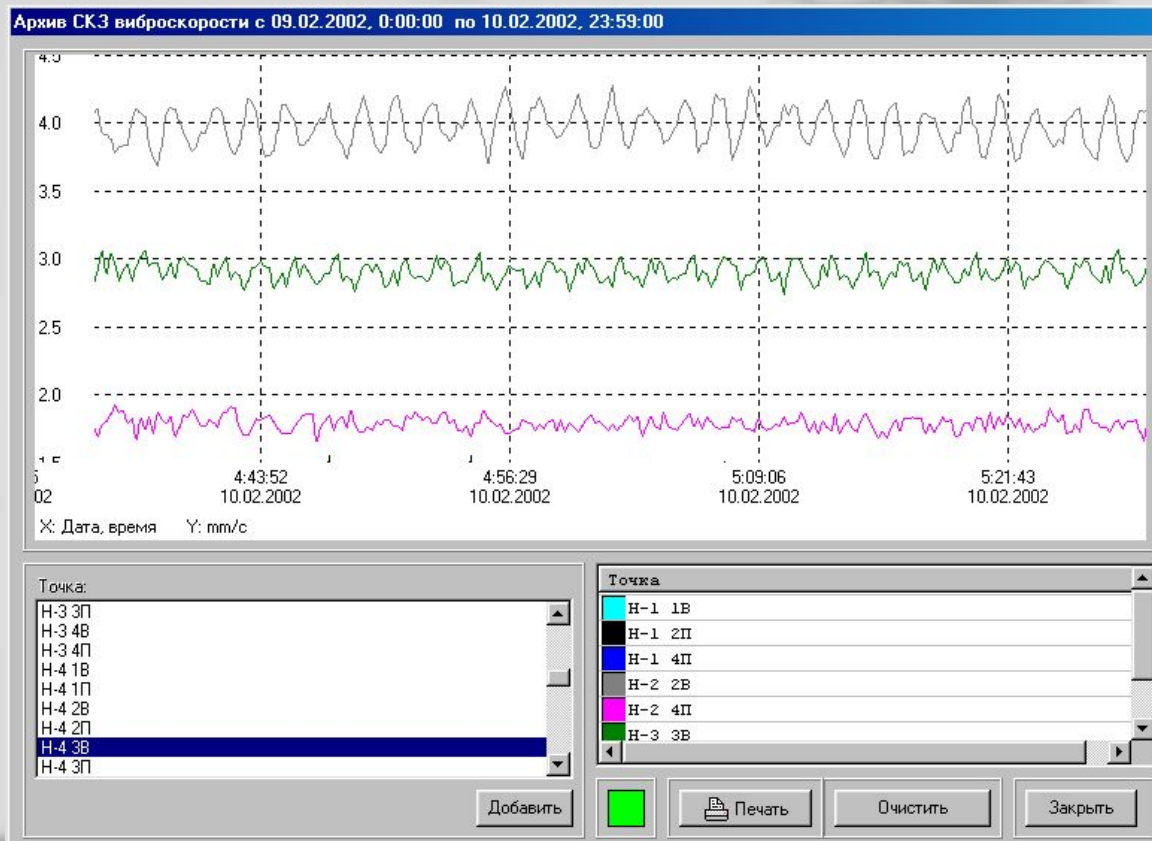 Архив СКЗ виброскорости с 09.02.2002, 0:00:00 по 10.02.2002, 23:59:00
4.0
3.5
3.0
2.5
2.0
4:43:52 4:56:29 5:09:06 5:21:43
02 10.02.2002 10.02.2002 10.02.2002 10.02.2002
X: Дата, время Y: mm/c
Точка:
Н-3 3П
Н-3 4В
Н-3 4П
Н-4 1В
Н-4 1П
Н-4 2В
Н-4 2П
Н-4 3В
Н-4 3П
Добавить
Точка
Н-1 1В
Н-1 2П
Н-1 4П
Н-2 2В
Н-2 4П
Н-3 3В
Печать
Очистить
Закрыть